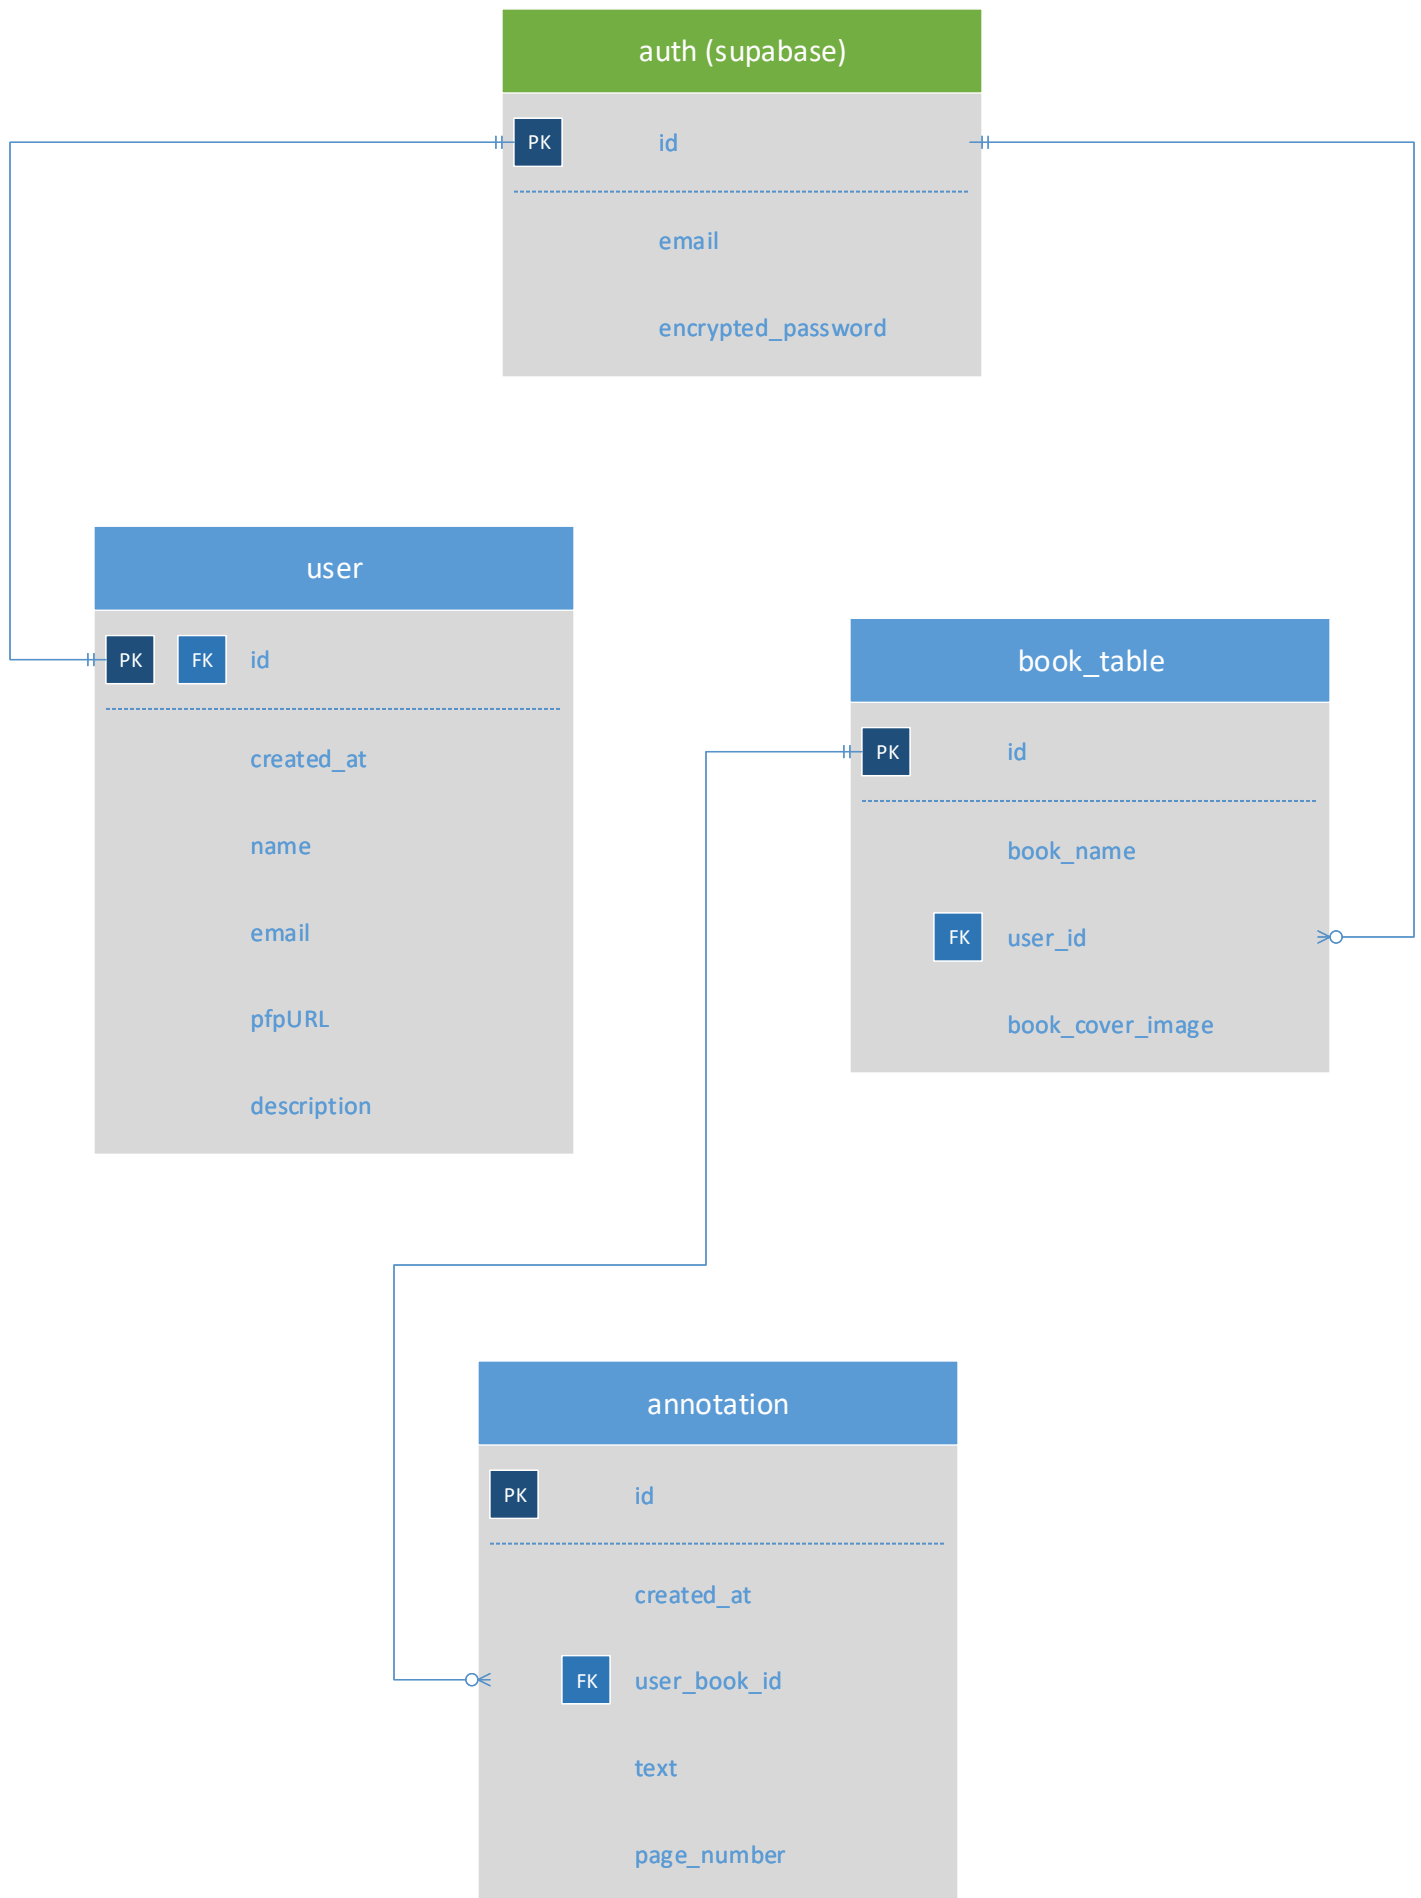 auth (supabase)
PK id
email
encrypted_password
user
PK FK id
created_at
name
email
pfpURL
description
book_table
PK id
book_name
FK user_id
book_cover_image
annotation
PK id
created_at
FK user_book_id
text
page_number